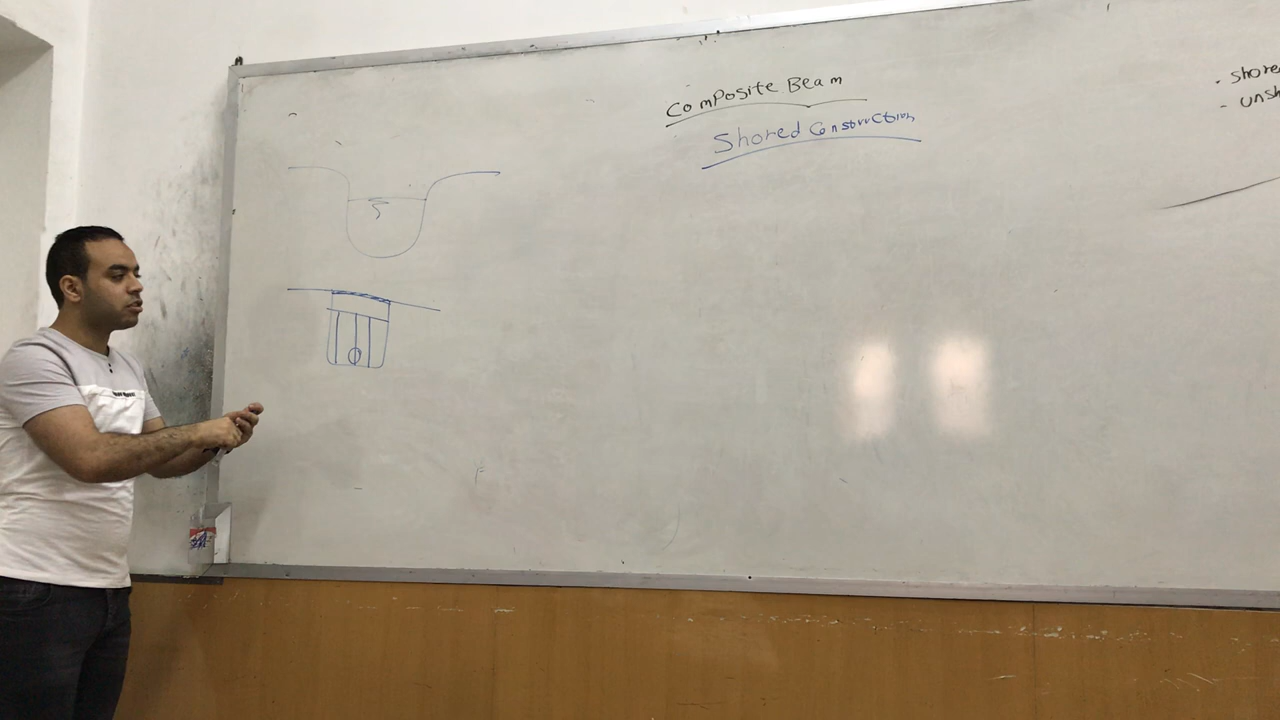 Composite Beam
Shored Construction
· shore
- unsh